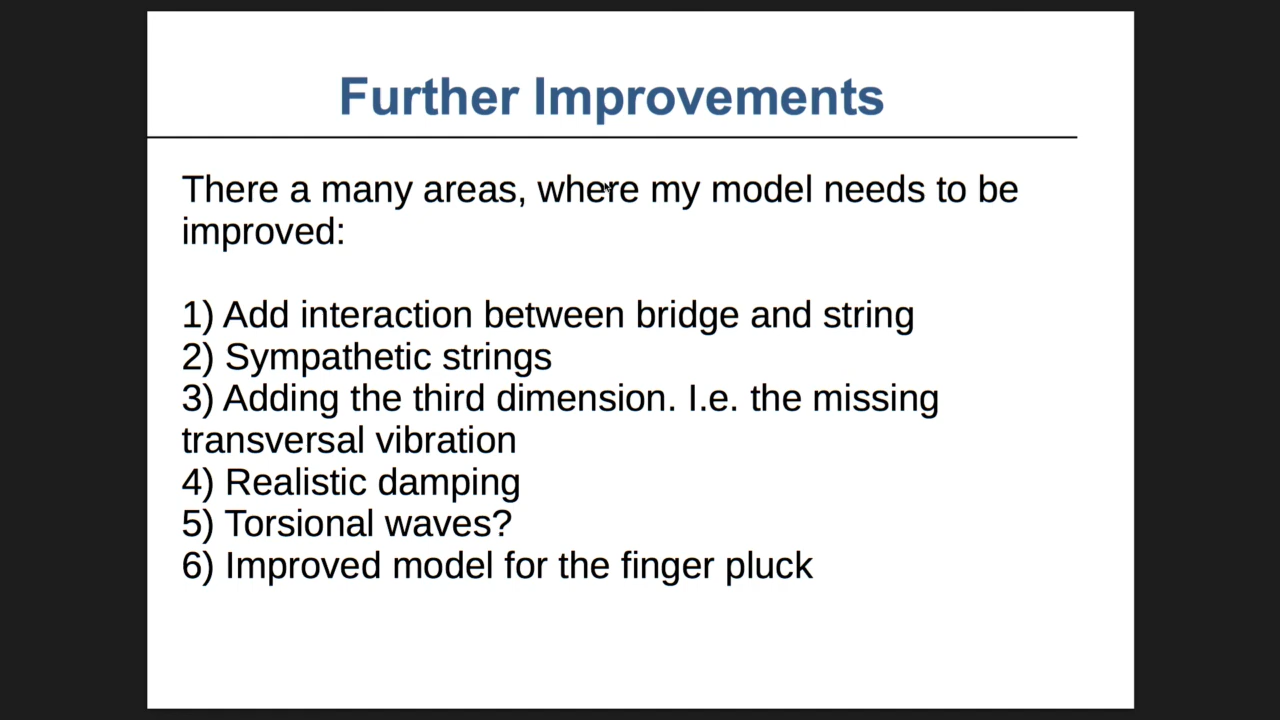 Further Improvements
There a many areas, where my model needs to be
improved:
1) Add interaction between bridge and string
2) Sympathetic strings
3) Adding the third dimension. I.e. the missing
transversal vibration
4) Realistic damping
5) Torsional waves?
6) Improved model for the finger pluck